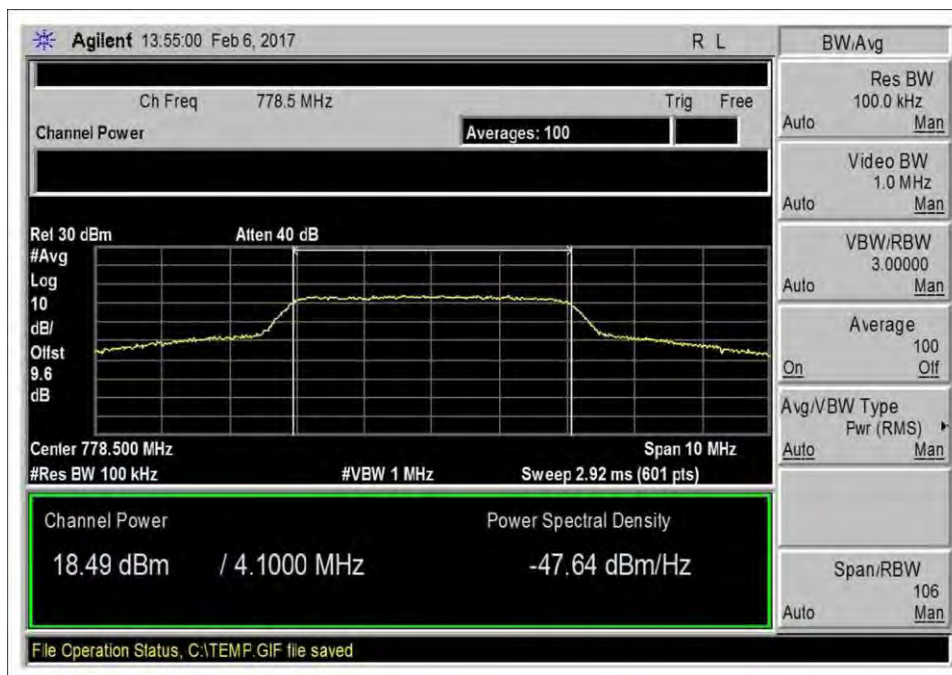 Agilent 13:55:00 Feb 6, 2017
R L
BW/Avg
Ch Freq 778.5 MHz
Trig Free
Channel Power
Averages: 100
Ref 30 dBm
Atten 40 dB
#Avg
Log
10
dB/
Offst
9.6
dB
Center 778.500 MHz
Span 10 MHz
#Res BW 100 kHz
#VBW 1 MHz
Sweep 2.92 ms (601 pts)
Channel Power
Power Spectral Density
18.49 dBm / 4.1000 MHz
-47.64 dBm/Hz
File Operation Status, C:\TEMP.GIF file saved
Res BW
100.0 kHz
Auto Man
Video BW
1.0 MHz
Auto Man
VBW/RBW
3.00000
Auto Man
Average
100
On Off
Avg/VBW Type
Pwr (RMS)
Auto Man
Span/RBW
106
Auto Man